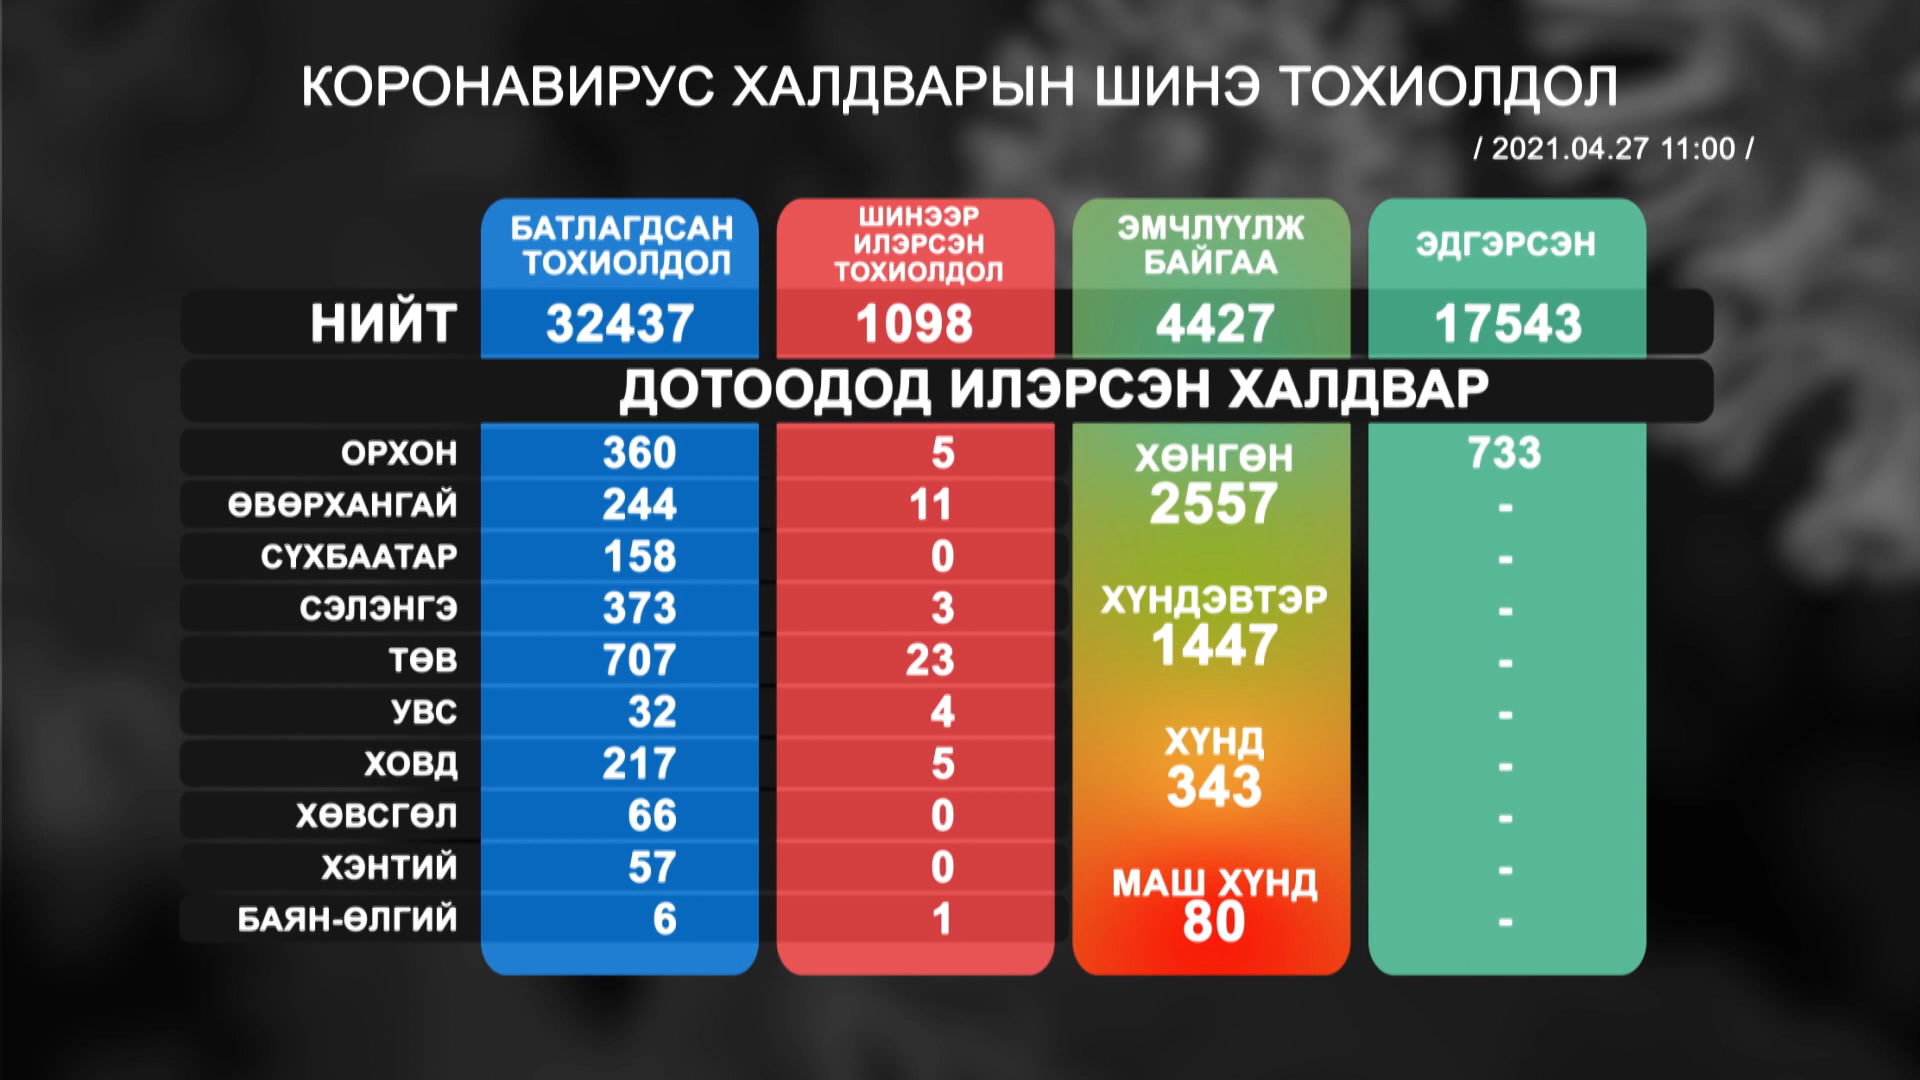 КОРОНАВИРУС ХАЛДВАРЫН ШИНЭ ТОХИОЛДОЛ
/ 2021.04.27 11:00 /
БАТЛАГДСАН
ТОХИОЛДОЛ
ШИНЭЭР
ИЛЭРСЭН
ТОХИОЛДОЛ
ЭМЧЛҮҮЛЖ
БАЙГАА
ЭДГЭРСЭН
НИЙТ 32437 1098 4427 17543
ДОТООДОД ИЛЭРСЭН ХАЛДВАР
ОРХОН 360 5 733
ӨВӨРХАНГАЙ 244 11 -
СҮХБААТАР 158 0 -
СЭЛЭНГЭ 373 3 -
ТӨВ 707 23 -
УВС 32 4 -
ХОВД 217 5 -
ХӨВСГӨЛ 66 0 -
ХЭНТИЙ 57 0 -
БАЯН-ӨЛГИЙ 6 1 -
ХӨНГӨН
2557
ХҮНДЭВТЭР
1447
ХҮНД
343
МАШ ХҮНД
80